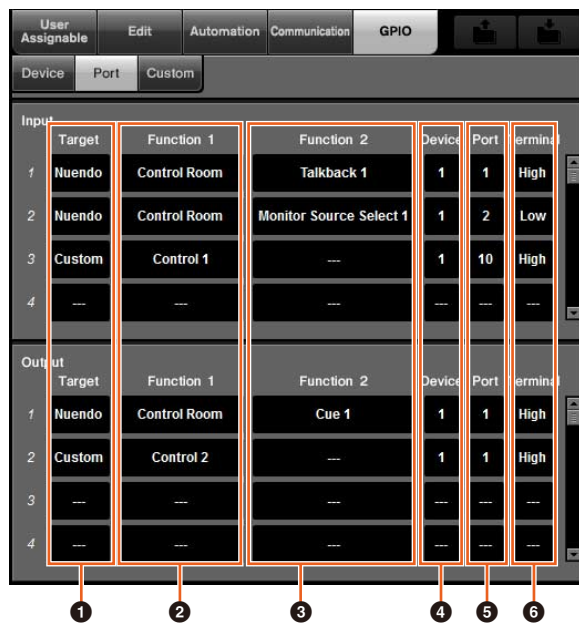 User Assignable Edit Automation Communication GPIO
Device Port Custom
Input
Target Function 1 Function 2 Device Port Terminal
1 Nuendo Control Room Talkback 1 1 1 High
2 Nuendo Control Room Monitor Source Select 1 1 2 Low
3 Custom Control 1 --- 1 10 High
4 --- --- --- --- --- ---
Output
Target Function 1 Function 2 Device Port Terminal
1 Nuendo Control Room Cue 1 1 1 High
2 Custom Control 2 --- 1 1 High
3 --- --- --- --- --- ---
4 --- --- --- --- --- ---
1 2 3 4 5 6